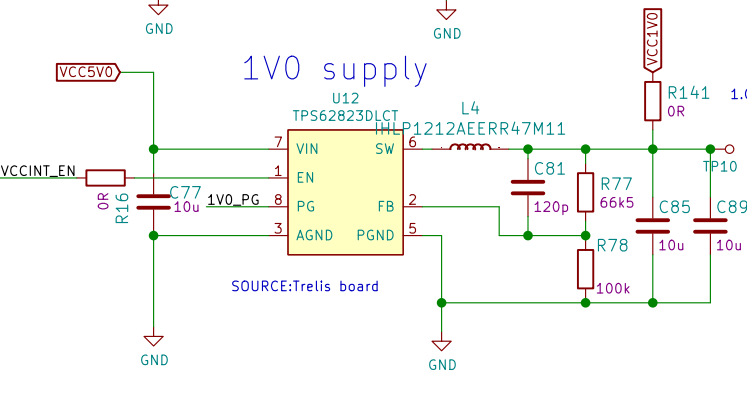 GND
GND
VCC5V0
1V0 supply
VCC1V0
R141
0R
1.0
U12
TPS62823DLCT
L4
IHLP1212AEERR47M11
7 VIN
SW 6
TP10
VCCINT_EN
1 EN
0R
R16
C77
10u
1V0_PG
8 PG
FB 2
3 AGND
PGND 5
C81
120p
R77
66k5
R78
100k
C85
10u
C89
10u
SOURCE:Trelis board
GND
GND